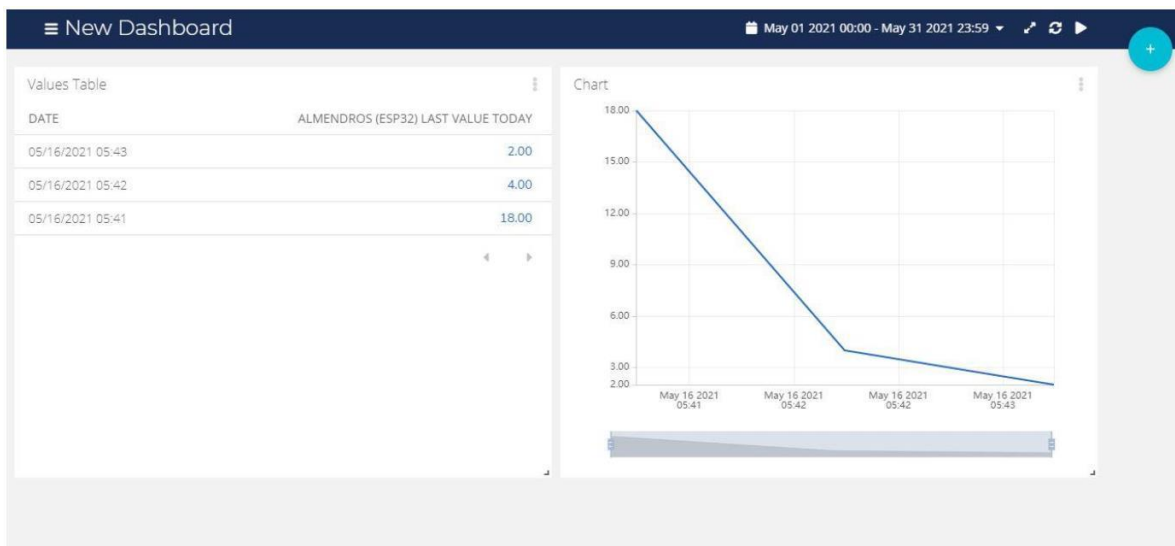 New Dashboard
May 01 2021 00:00 - May 31 2021 23:59
+
Values Table
DATE ALMENDROS (ESP32) LAST VALUE TODAY
05/16/2021 05:43 2.00
05/16/2021 05:42 4.00
05/16/2021 05:41 18.00
Chart
18.00
15.00
12.00
9.00
6.00
3.00
2.00
May 16 2021 May 16 2021 May 16 2021 May 16 2021
05:41 05:42 05:42 05:43